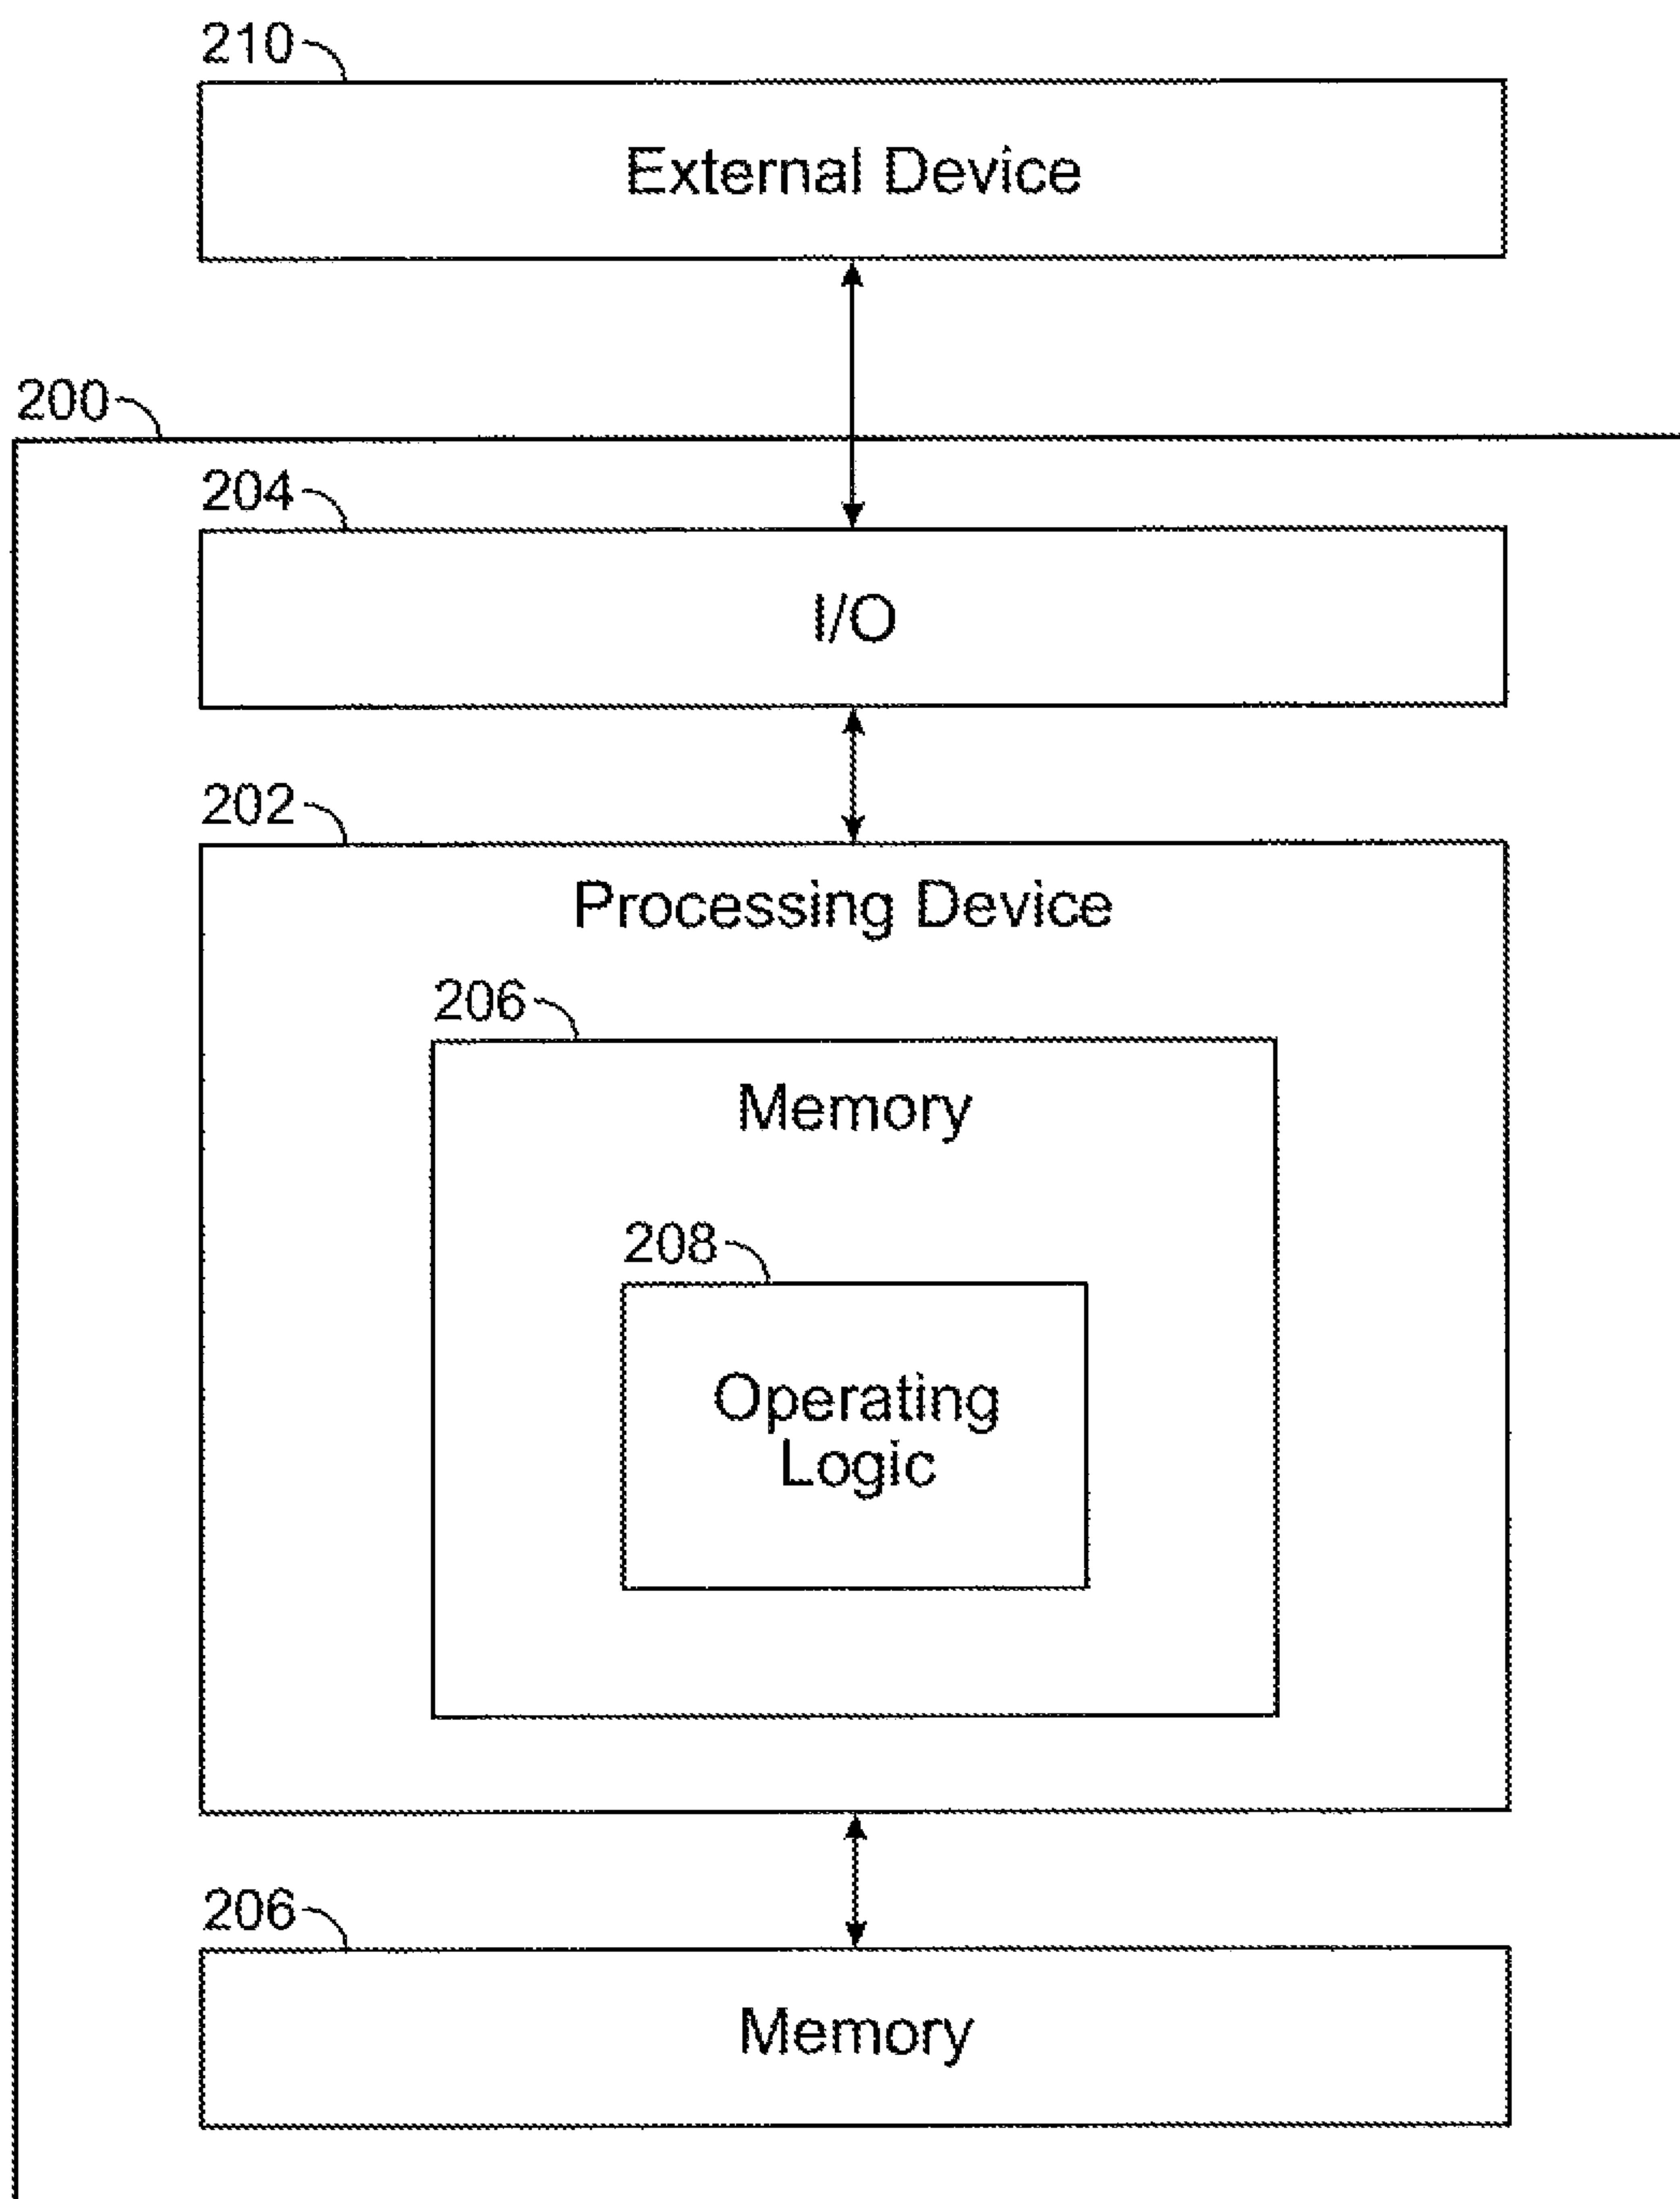 210
External Device
200
204
I/O
202
Processing Device
206
Memory
208
Operating
Logic
206
Memory